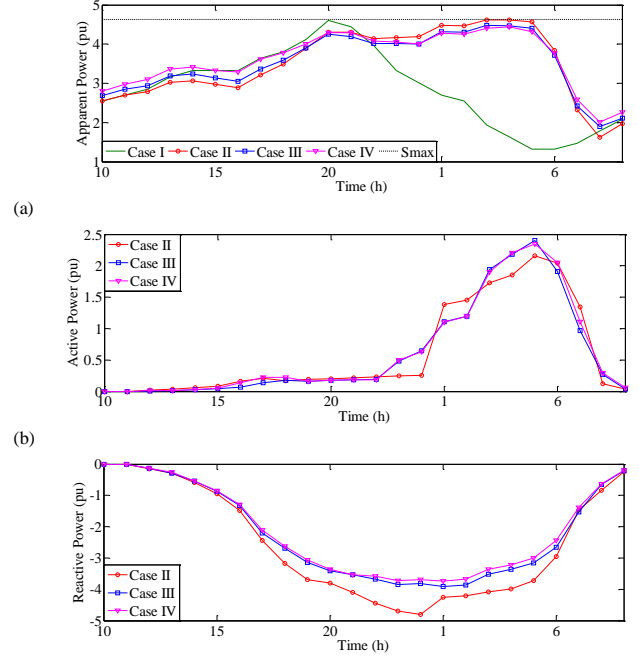 5
4
3
2
1
Apparent Power (pu)
Case I Case II Case III Case IV Smax
10 15 20 1 6
Time (h)
(a)
2.5
2
1.5
1
0.5
0
Active Power (pu)
Case II
Case III
Case IV
10 15 20 1 6
Time (h)
(b)
0
-1
-2
-3
-4
-5
Reactive Power (pu)
Case II
Case III
Case IV
10 15 20 1 6
Time (h)